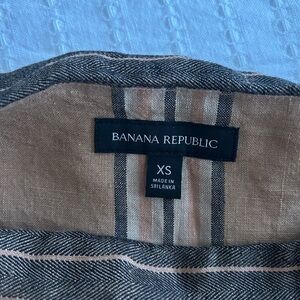 BANANA REPUBLIC
XS
MADE IN
SRI LANKA